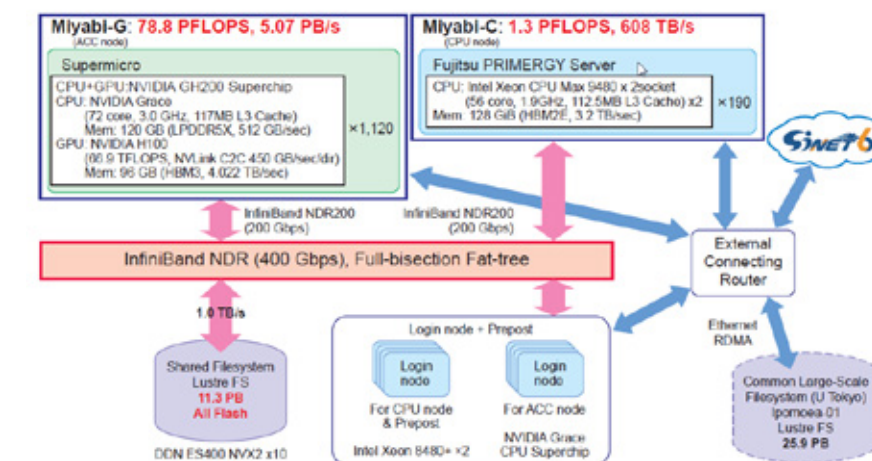 Miyabi-G: 78.8 PFLOPS, 5.07 PB/s
(ACC node)
Supermicro
CPU+GPU:NVIDIA GH200 Superchip
CPU: NVIDIA Grace
(72 core, 3.0 GHz, 117MB L3 Cache)
Mem: 120 GB (LPDDR5X, 512 GB/sec)
GPU: NVIDIA H100
(66.9 TFLOPS, NVLink C2C 450 GB/sec/dir)
Mem: 96 GB (HBM3, 4.022 TB/sec)
×1,120
Miyabi-C: 1.3 PFLOPS, 608 TB/s
(CPU node)
Fujitsu PRIMERGY Server
CPU: Intel Xeon CPU Max 9480 x 2socket
(56 core, 1.9GHz, 112.5MB L3 Cache) x2
Mem: 128 GiB (HBM2E, 3.2 TB/sec)
×190
SINET6
InfiniBand NDR200
(200 Gbps)
InfiniBand NDR200
(200 Gbps)
InfiniBand NDR (400 Gbps), Full-bisection Fat-tree
External
Connecting
Router
1.0 TB/s
Shared Filesystem
Lustre FS
11.3 PB
All Flash
DDN ES400 NVX2 x10
Login node + Prepost
Login
node
For CPU node
& Prepost
Intel Xeon 8480+ ×2
Login
node
For ACC node
NVIDIA Grace
CPU Superchip
Ethernet
RDMA
Common Large-Scale
Filesystem (U Tokyo)
Ipomoea-01
Lustre FS
25.9 PB